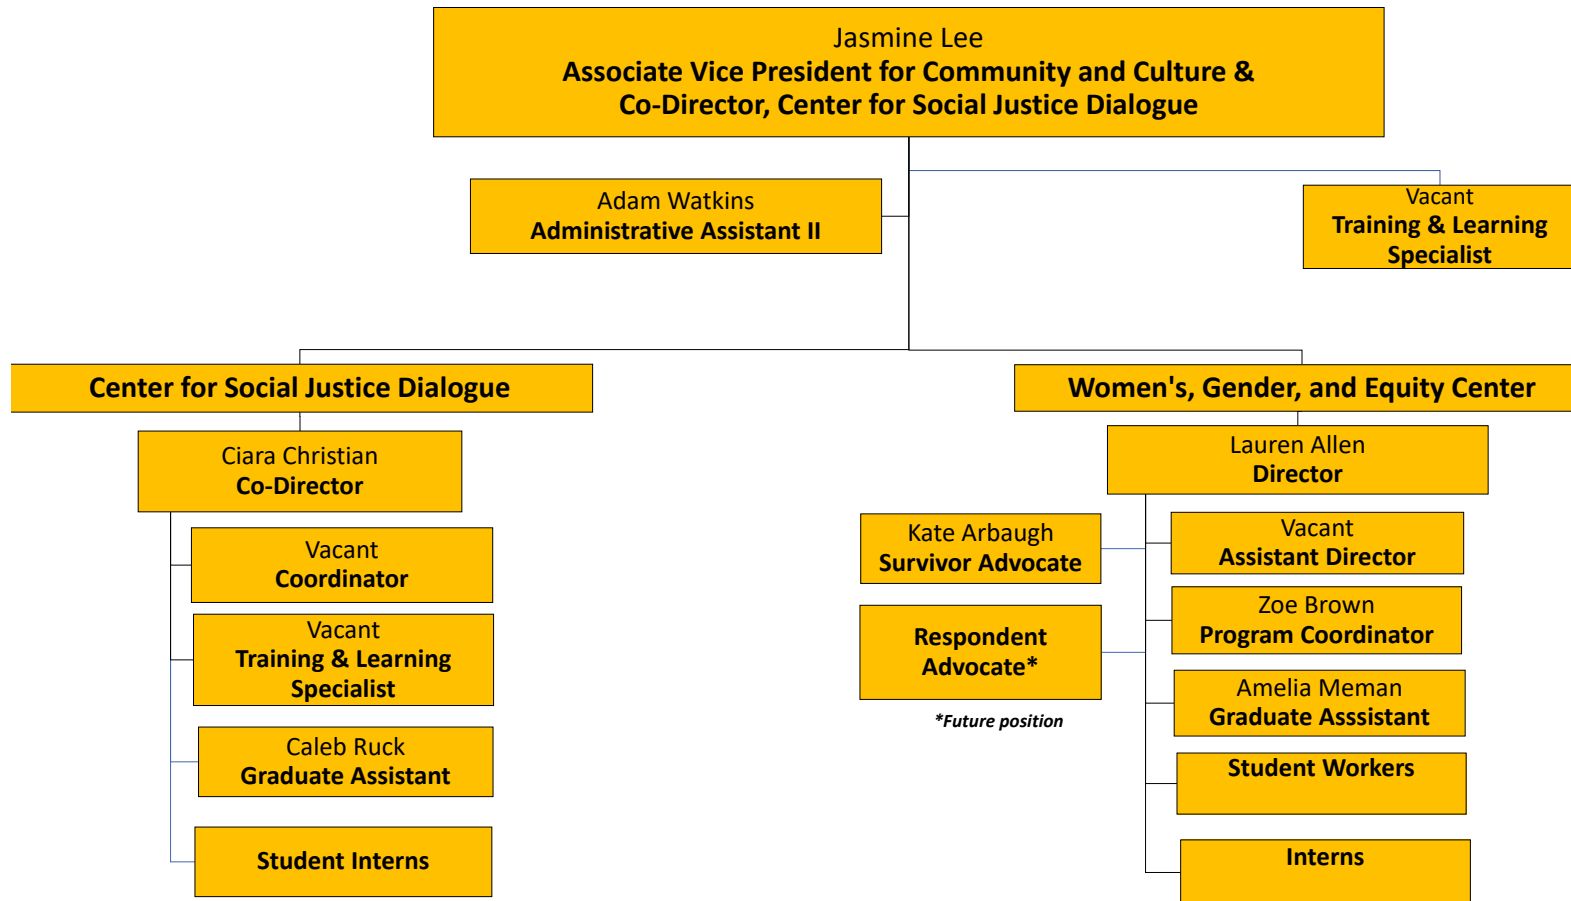 Jasmine Lee
Associate Vice President for Community and Culture &
Co-Director, Center for Social Justice Dialogue
Adam Watkins
Administrative Assistant II
Vacant
Training & Learning
Specialist
Center for Social Justice Dialogue
Ciara Christian
Co-Director
Vacant
Coordinator
Vacant
Training & Learning
Specialist
Caleb Ruck
Graduate Assistant
Student Interns
Women's, Gender, and Equity Center
Lauren Allen
Director
Kate Arbaugh
Survivor Advocate
Respondent
Advocate*
*Future position
Vacant
Assistant Director
Zoe Brown
Program Coordinator
Amelia Meman
Graduate Asssistant
Student Workers
Interns